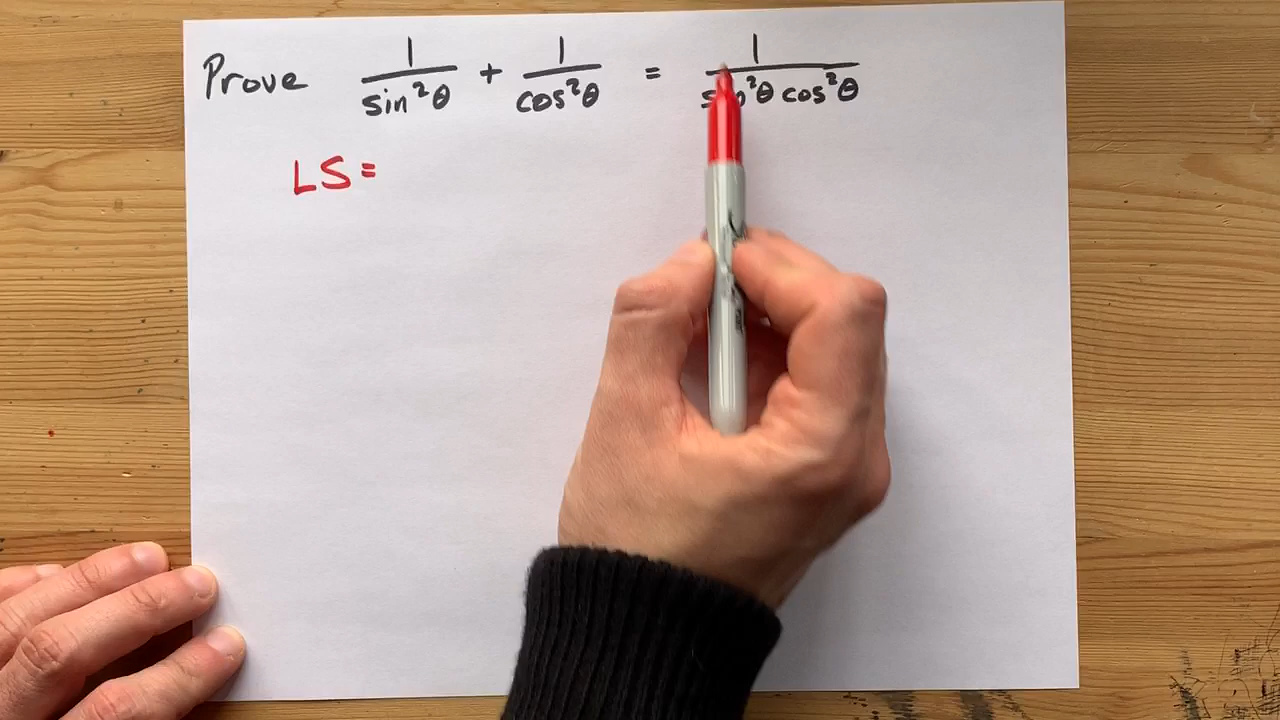 Prove 1/sin²θ + 1/cos²θ = 1/sin²θ cos²θ
LS=